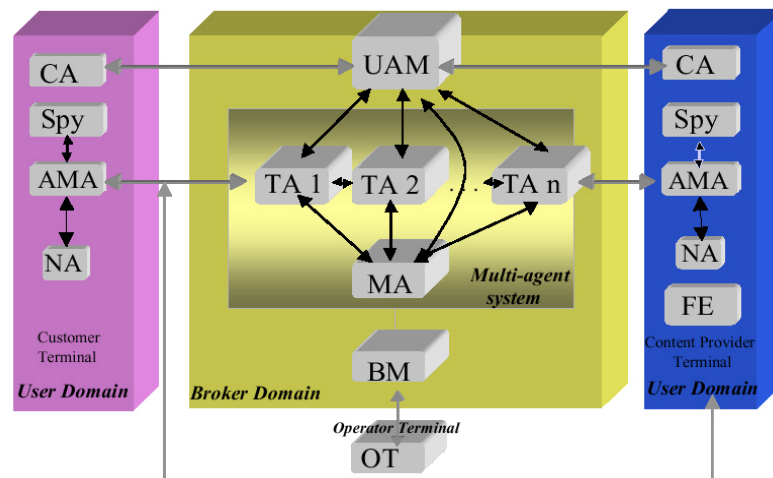 CA
Spy
AMA
NA
Customer
Terminal
User Domain
UAM
TA 1
TA 2
...
TA n
MA
Multi-agent
system
BM
Broker Domain
Operator Terminal
OT
CA
Spy
AMA
NA
FE
Content Provider
Terminal
User Domain